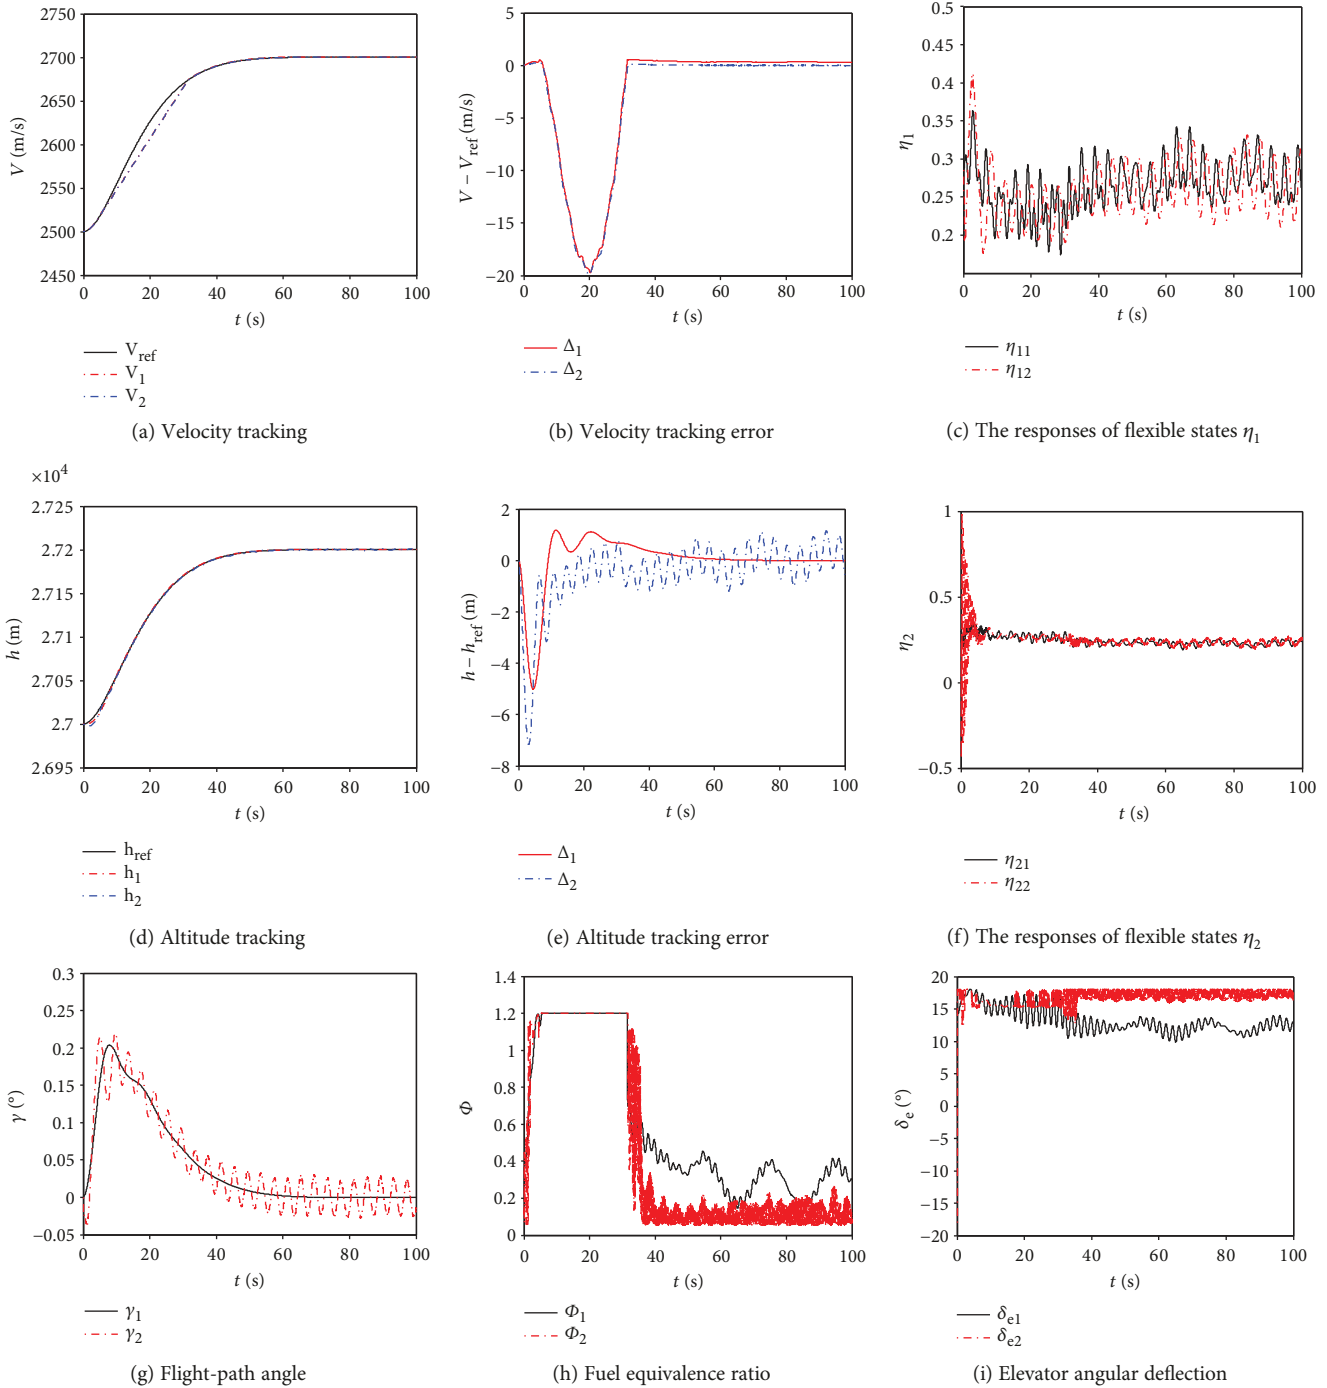 2750
2700
2650
2600
2550
2500
2450
V (m/s)
0 20 40 60 80 100
t (s)
V_ref
V_1
V_2
(a) Velocity tracking
5
0
−5
−10
−15
−20
V − V_ref (m/s)
0 20 40 60 80 100
t (s)
Δ_1
Δ_2
(b) Velocity tracking error
0.5
0.45
0.4
0.35
0.3
0.25
0.2
η_1
0 20 40 60 80 100
t (s)
η_11
η_12
(c) The responses of flexible states η_1
×10^4
2.7225
2.720
2.715
2.71
2.705
2.7
2.695
h (m)
0 20 40 60 80 100
t (s)
h_ref
h_1
h_2
(d) Altitude tracking
2
0
−2
−4
−6
−8
h − h_ref (m)
0 20 40 60 80 100
t (s)
Δ_1
Δ_2
(e) Altitude tracking error
1
0.5
0
−0.5
η_2
0 20 40 60 80 100
t (s)
η_21
η_22
(f) The responses of flexible states η_2
0.3
0.25
0.2
0.15
0.1
0.05
0
−0.05
γ (°)
0 20 40 60 80 100
t (s)
γ_1
γ_2
(g) Flight-path angle
1.4
1.2
1
0.8
0.6
0.4
0.2
0
Φ
0 20 40 60 80 100
t (s)
Φ_1
Φ_2
(h) Fuel equivalence ratio
20
15
10
5
0
−5
−10
−15
−20
δ_e (°)
0 20 40 60 80 100
t (s)
δ_e1
δ_e2
(i) Elevator angular deflection